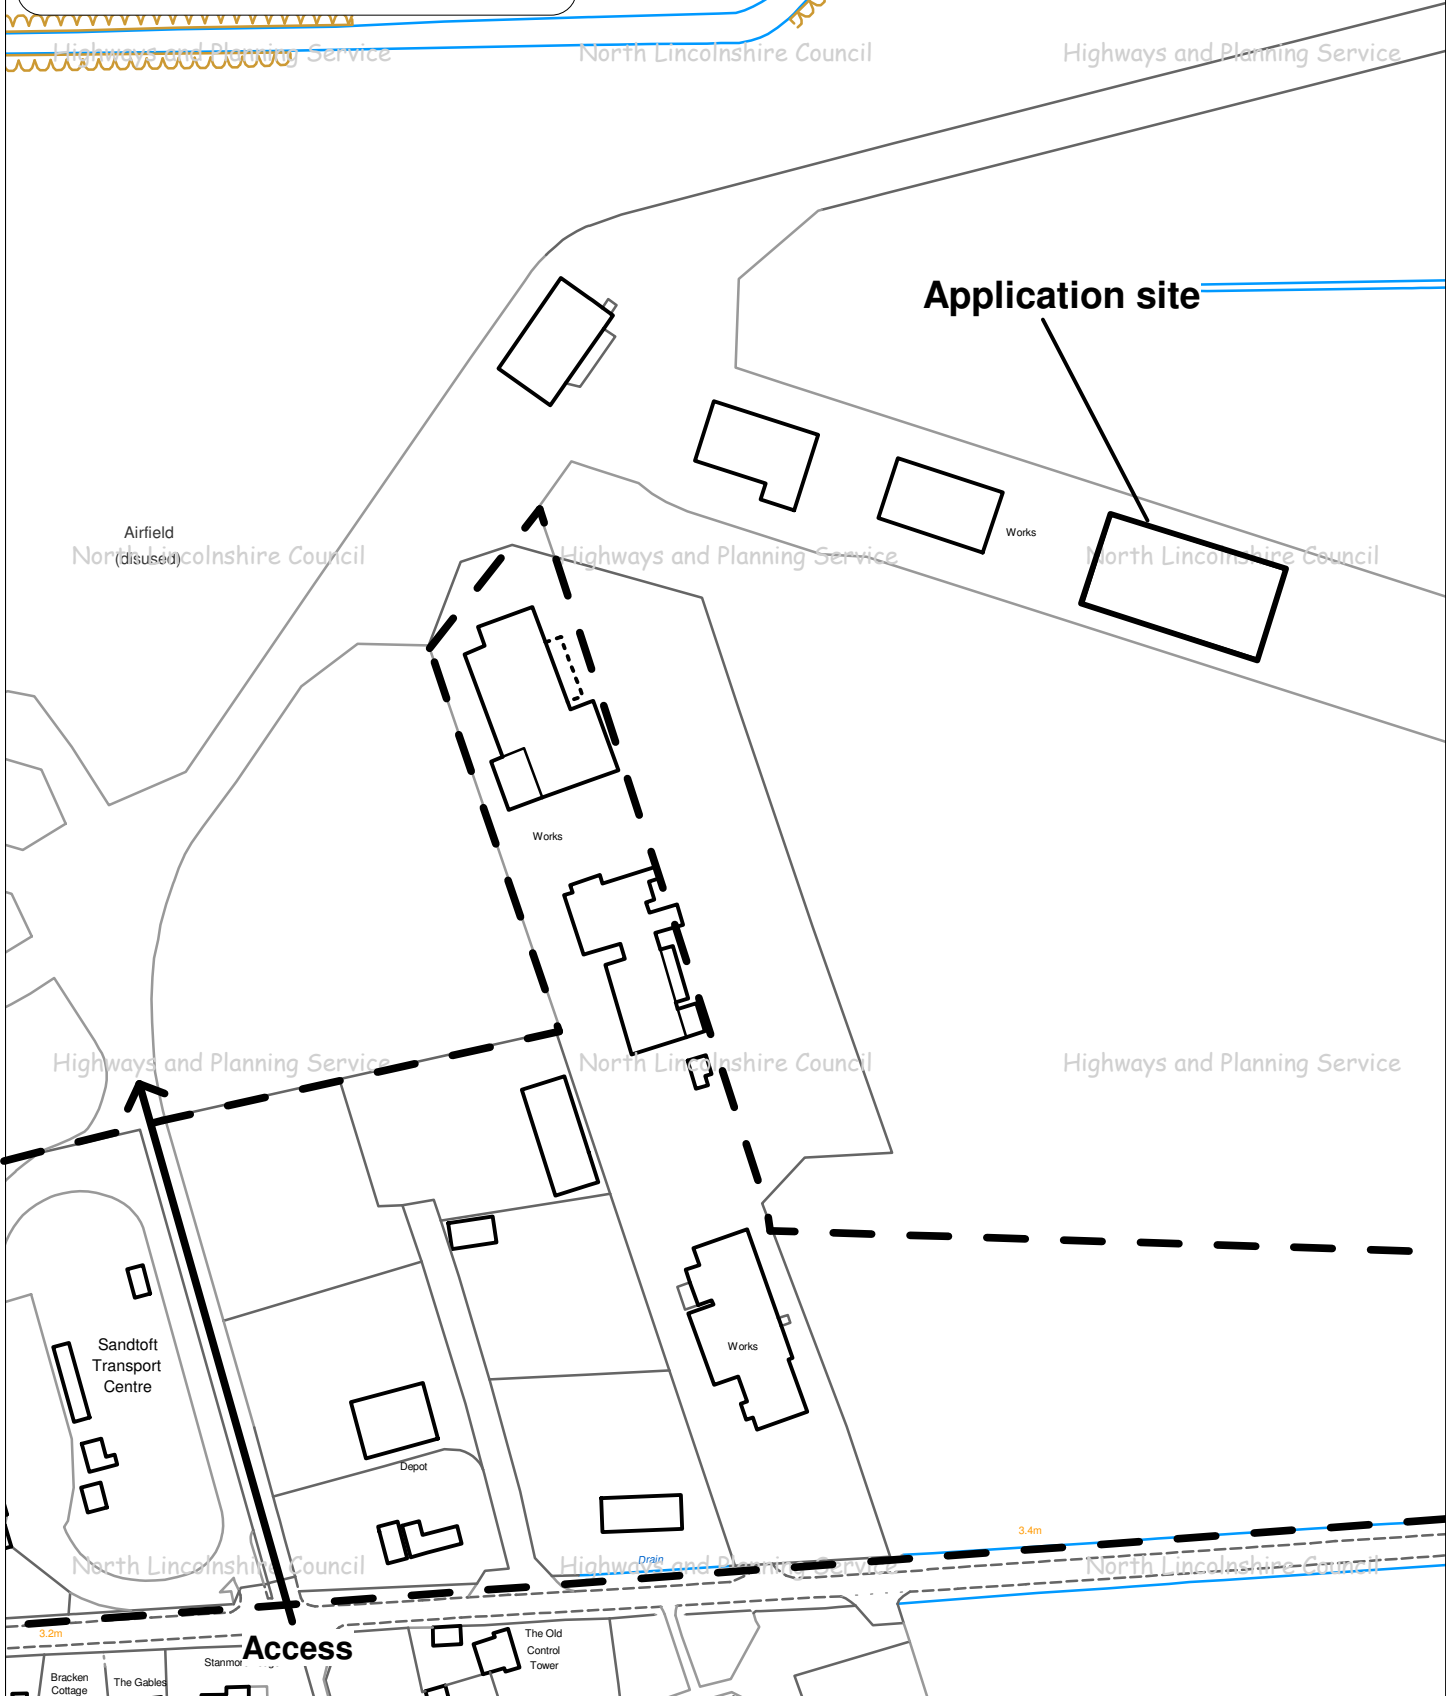 Highways and Planning Service
North Lincolnshire Council
Highways and Planning Service
Application site
Airfield
(disused)
Works
North Lincolnshire Council
Highways and Planning Service
North Lincolnshire Council
Works
Highways and Planning Service
North Lincolnshire Council
Highways and Planning Service
Sandtoft
Transport
Centre
Works
Depot
3.4m
Drain
North Lincolnshire Council
Highways and Planning Service
North Lincolnshire Council
3.2m
Access
The Old
Control
Tower
Bracken
Cottage
The Gables